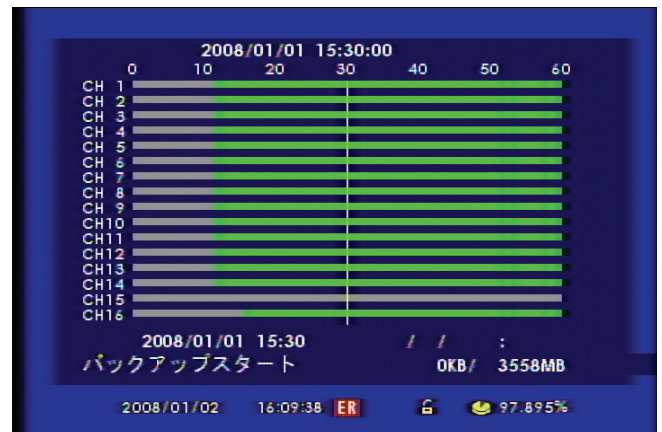 2008/01/01 15:30:00
0 10 20 30 40 50 60
CH 1
CH 2
CH 3
CH 4
CH 5
CH 6
CH 7
CH 8
CH 9
CH10
CH11
CH12
CH13
CH14
CH15
CH16
2008/01/01 15:30 / / :
バックアップスタート 0KB/ 3558MB
2008/01/02 16:09:38 ER 97.895%